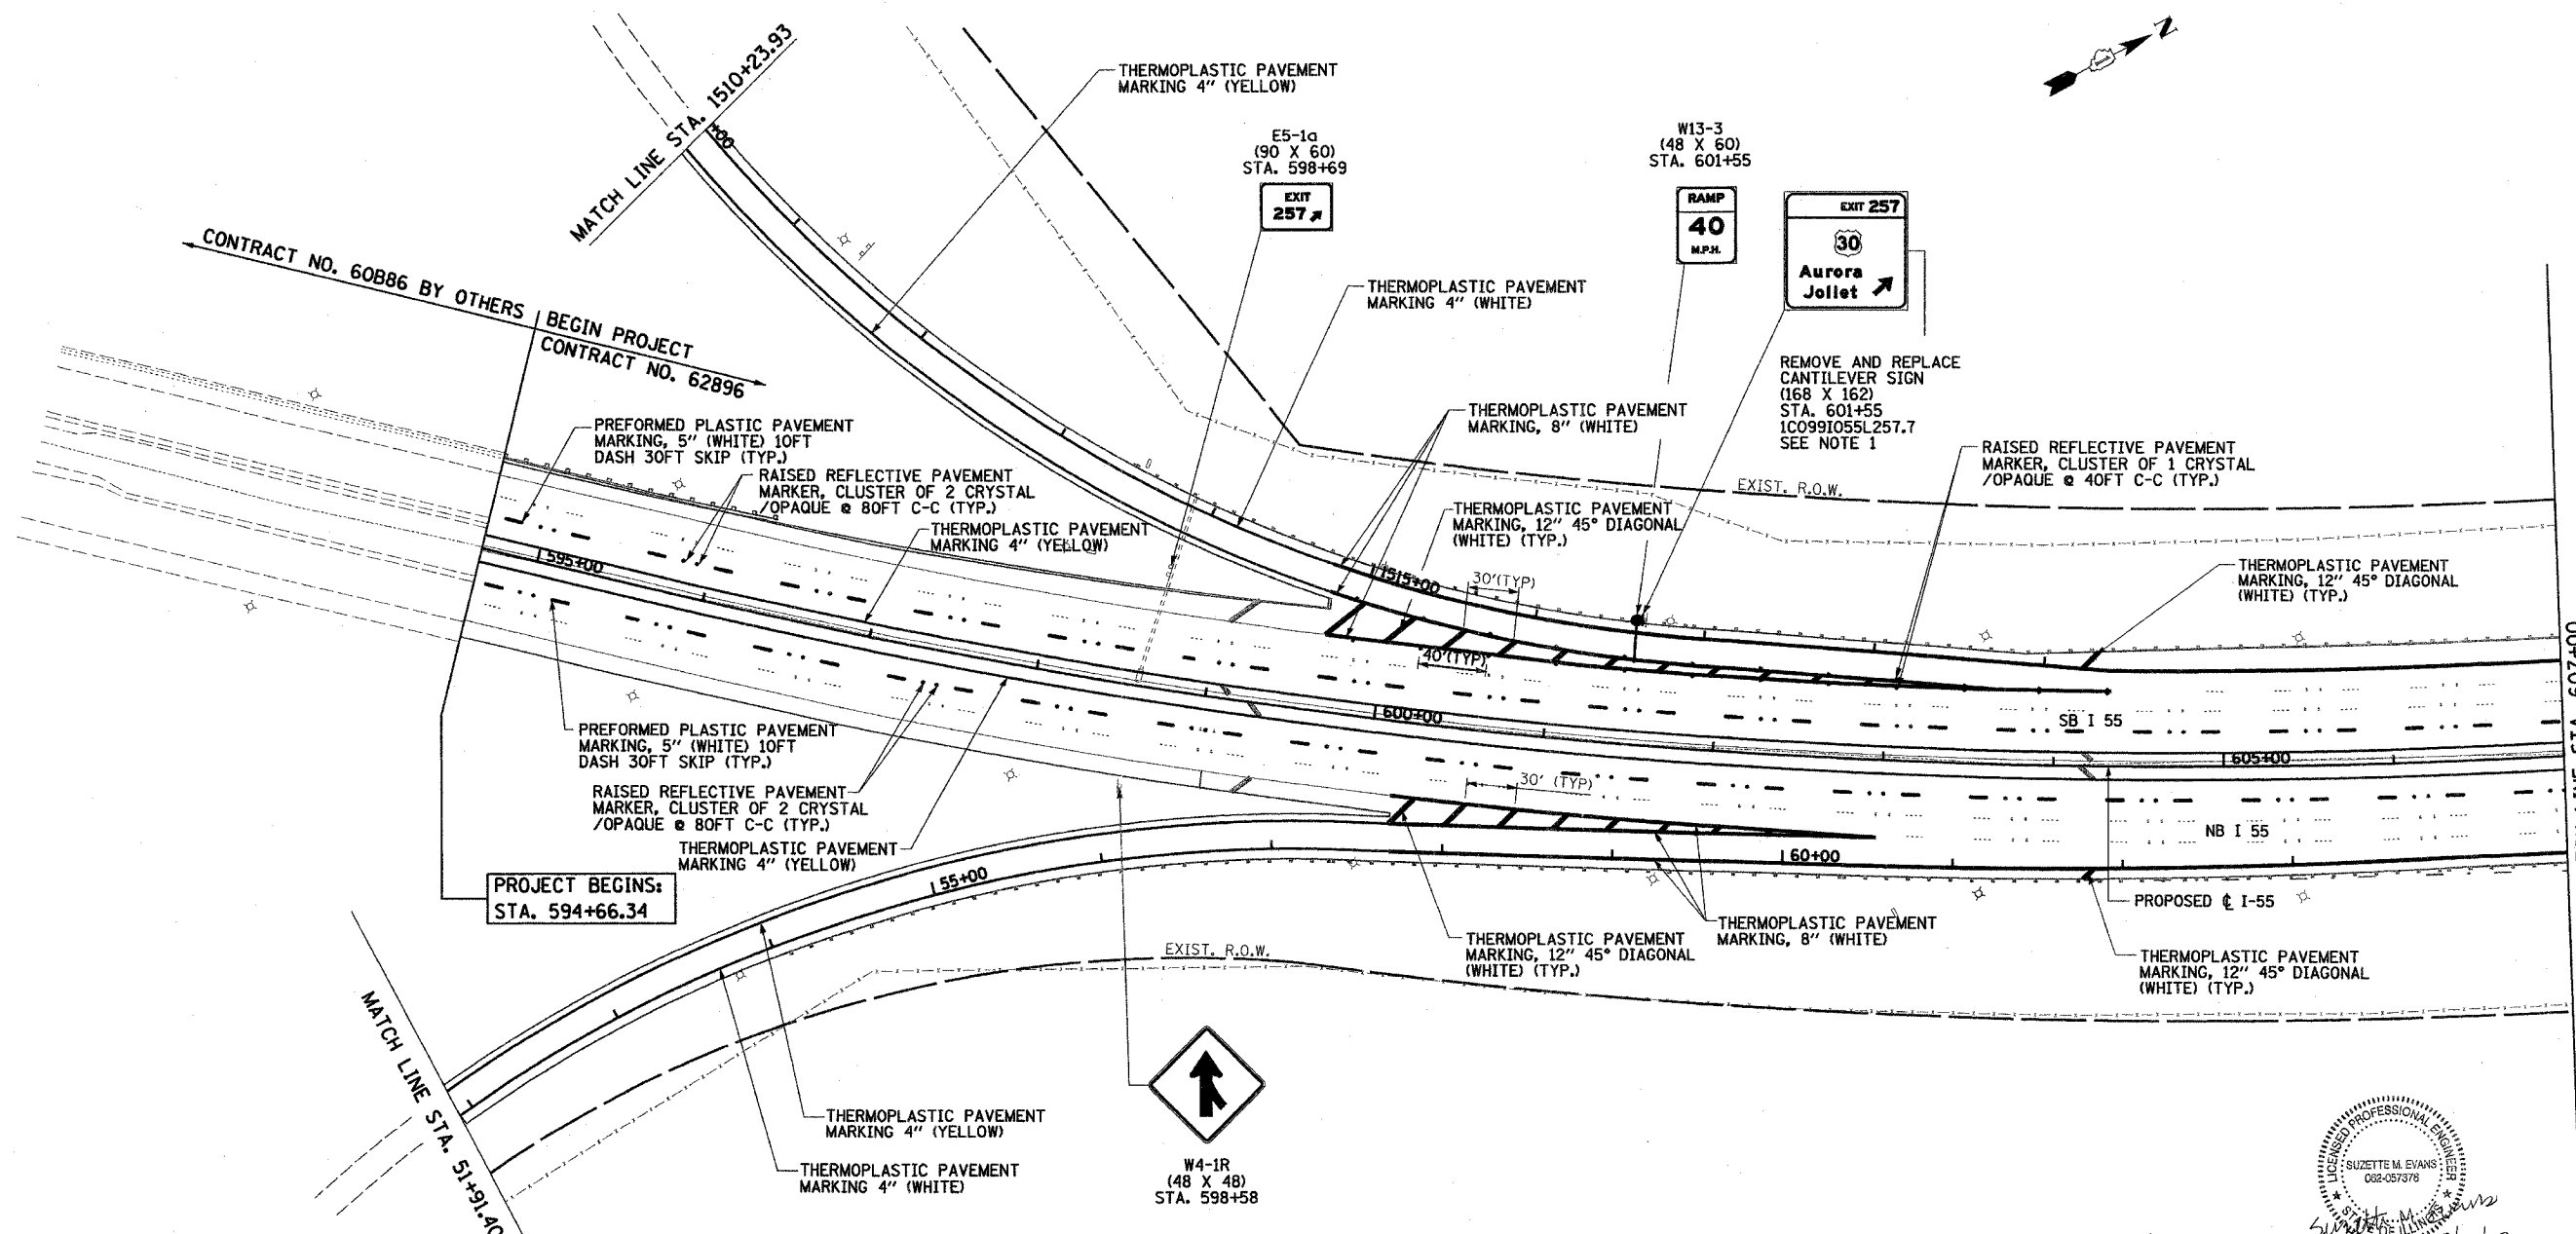 MATCH LINE STA. 1510+23.93
+00
THERMOPLASTIC PAVEMENT
MARKING 4" (YELLOW)
N
E5-1a
(90 X 60)
STA. 598+69
EXIT
257
W13-3
(48 X 60)
STA. 601+55
RAMP
40
M.P.H.
EXIT 257
30
Aurora
Joliet
CONTRACT NO. 60B86 BY OTHERS
BEGIN PROJECT
CONTRACT NO. 62896
THERMOPLASTIC PAVEMENT
MARKING 4" (WHITE)
REMOVE AND REPLACE
CANTILEVER SIGN
(168 X 162)
STA. 601+55
1C099I055L257.7
SEE NOTE 1
THERMOPLASTIC PAVEMENT
MARKING, 8" (WHITE)
PREFORMED PLASTIC PAVEMENT
MARKING, 5" (WHITE) 10FT
DASH 30FT SKIP (TYP.)
RAISED REFLECTIVE PAVEMENT
MARKER, CLUSTER OF 2 CRYSTAL
/OPAQUE @ 80FT C-C (TYP.)
THERMOPLASTIC PAVEMENT
MARKING 4" (YELLOW)
RAISED REFLECTIVE PAVEMENT
MARKER, CLUSTER OF 1 CRYSTAL
/OPAQUE @ 40FT C-C (TYP.)
EXIST. R.O.W.
THERMOPLASTIC PAVEMENT
MARKING, 12" 45° DIAGONAL
(WHITE) (TYP.)
THERMOPLASTIC PAVEMENT
MARKING, 12" 45° DIAGONAL
(WHITE) (TYP.)
595+00
1515+00
30'(TYP)
40'(TYP)
600+00
SB I 55
605+00
607+00
PREFORMED PLASTIC PAVEMENT
MARKING, 5" (WHITE) 10FT
DASH 30FT SKIP (TYP.)
RAISED REFLECTIVE PAVEMENT
MARKER, CLUSTER OF 2 CRYSTAL
/OPAQUE @ 80FT C-C (TYP.)
THERMOPLASTIC PAVEMENT
MARKING 4" (YELLOW)
30' (TYP)
NB I 55
60+00
55+00
PROJECT BEGINS:
STA. 594+66.34
PROPOSED ℄ I-55
THERMOPLASTIC PAVEMENT
MARKING, 8" (WHITE)
THERMOPLASTIC PAVEMENT
MARKING, 12" 45° DIAGONAL
(WHITE) (TYP.)
EXIST. R.O.W.
THERMOPLASTIC PAVEMENT
MARKING, 12" 45° DIAGONAL
(WHITE) (TYP.)
MATCH LINE STA. 51+91.40
THERMOPLASTIC PAVEMENT
MARKING 4" (YELLOW)
THERMOPLASTIC PAVEMENT
MARKING 4" (WHITE)
W4-1R
(48 X 48)
STA. 598+58
LICENSED PROFESSIONAL ENGINEER
SUZETTE M. EVANS
062-057376